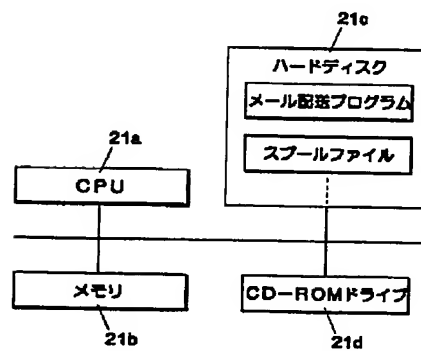 21c
ハードディスク
メール配送プログラム
スプールファイル
21a
CPU
メモリ
21b
CD-ROMドライブ
21d